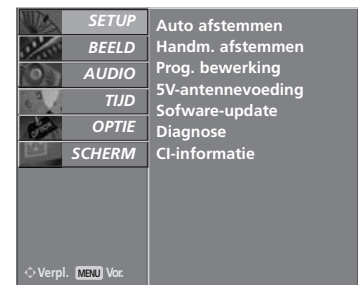 SETUP
BEELD
AUDIO
TIJD
OPTIE
SCHERM
Auto afstemmen
Handm. afstemmen
Prog. bewerking
5V-antennevoeding
Sofware-update
Diagnose
CI-informatie
Verpl. MENU Vor.